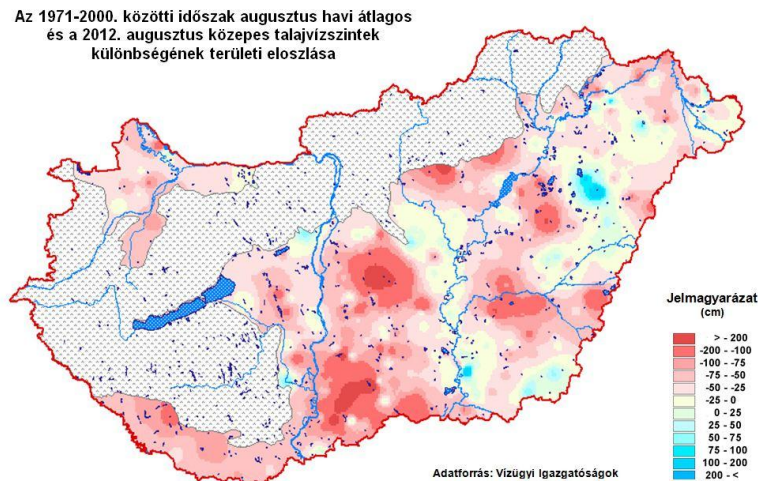 Az 1971-2000. közötti időszak augusztus havi átlagos
és a 2012. augusztus közepes talajvízszintek
különbségének területi eloszlása
Jelmagyarázat
(cm)
> - 200
-200 - -100
-100 - -75
-75 - -50
-50 - -25
-25 - 0
0 - 25
25 - 50
50 - 75
75 - 100
100 - 200
200 - <
Adatforrás: Vízügyi Igazgatóságok